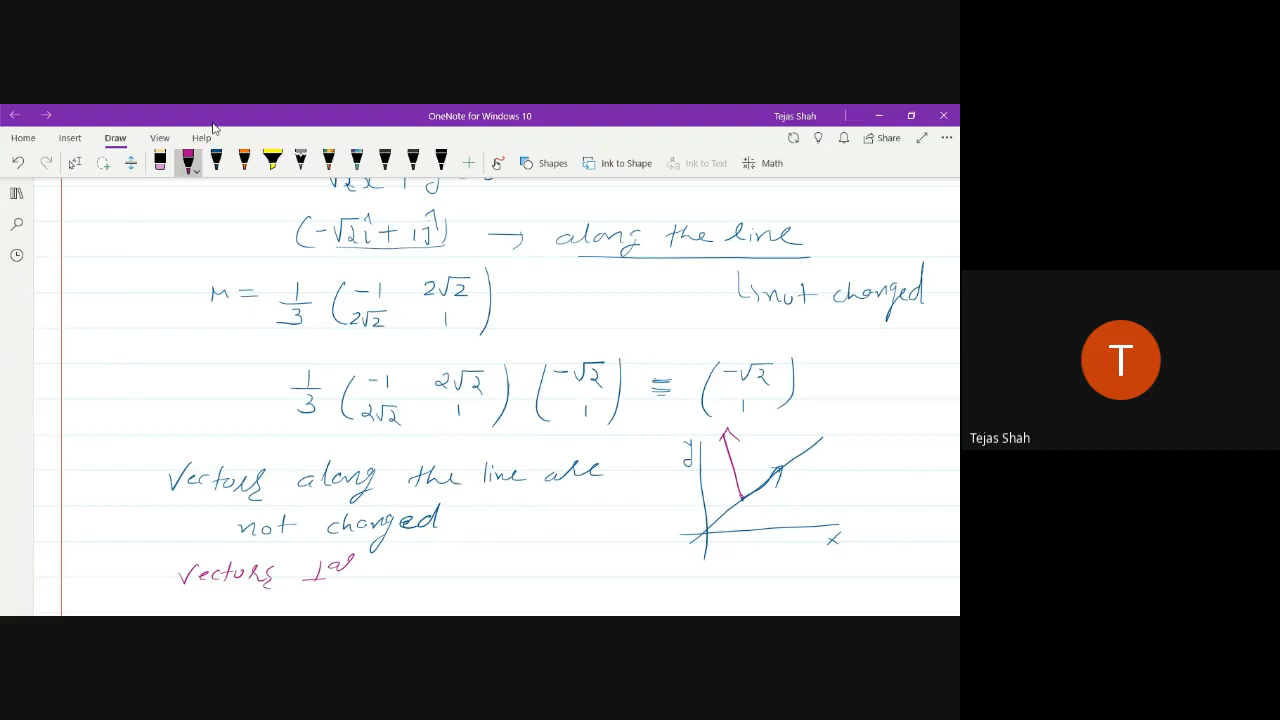 OneNote for Windows 10
Tejas Shah
Home Insert Draw View Help
Shapes Ink to Shape Ink to Text Math Share
(-√2î + 1ĵ) → along the line
↳ not changed
M = 1/3 (-1 2√2
2√2 1)
1/3 (-1 2√2
2√2 1) (-√2
1) ≡ (-√2
1)
y
x
Vectors along the line are
not changed
Vectors ⊥ar
T
Tejas Shah